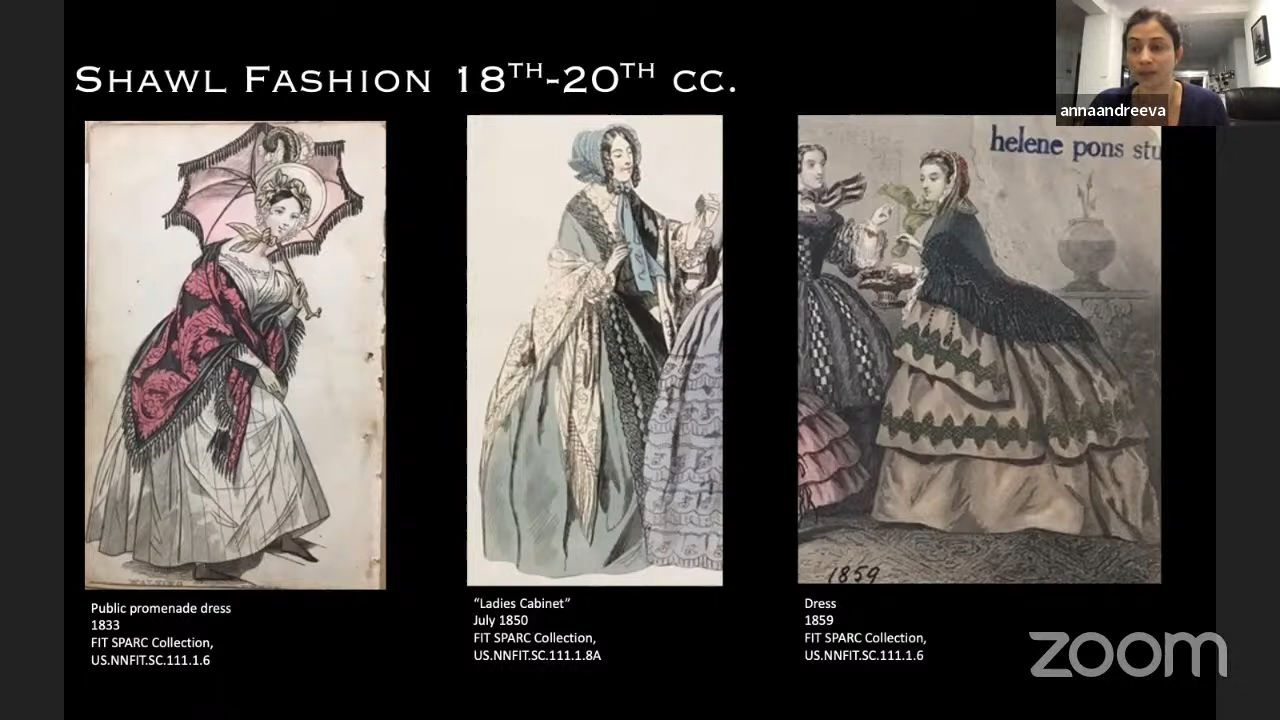 SHAWL FASHION 18TH-20TH CC.
annaandreeva
helene pons stu
WALKING
1859
Public promenade dress
1833
FIT SPARC Collection,
US.NNFIT.SC.111.1.6
“Ladies Cabinet”
July 1850
FIT SPARC Collection,
US.NNFIT.SC.111.1.8A
Dress
1859
FIT SPARC Collection,
US.NNFIT.SC.111.1.6
zoom